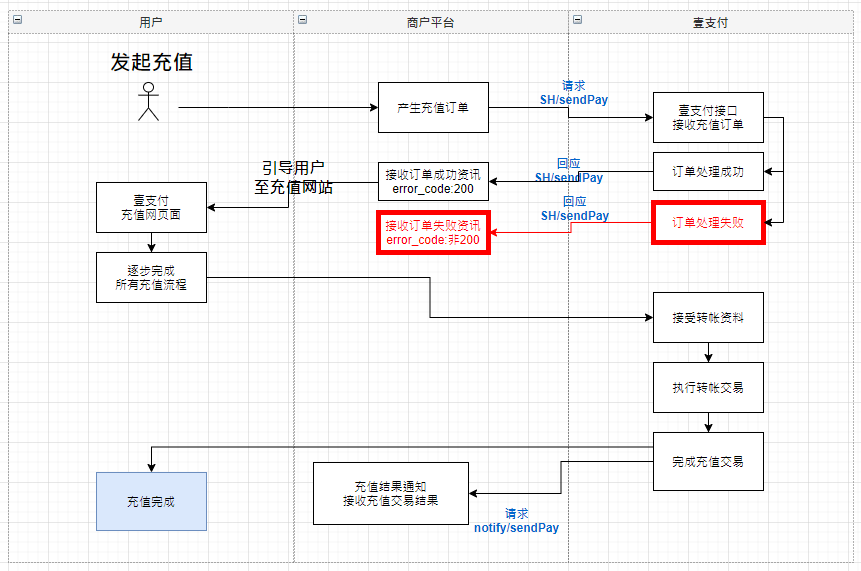 用户
商户平台
壹支付
发起充值
产生充值订单
请求
SH/sendPay
壹支付接口
接收充值订单
引导用户
至充值网站
接收订单成功资讯
error_code:200
回应
SH/sendPay
订单处理成功
壹支付
充值网页面
接收订单失败资讯
error_code:非200
回应
SH/sendPay
订单处理失败
逐步完成
所有充值流程
接受转帐资料
执行转帐交易
完成充值交易
充值完成
充值结果通知
接收充值交易结果
请求
notify/sendPay